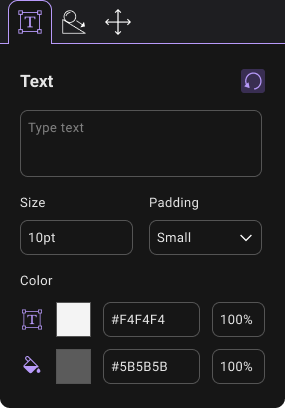 T
Text
Type text
Size Padding
10pt Small
Color
T #F4F4F4 100%
#5B5B5B 100%